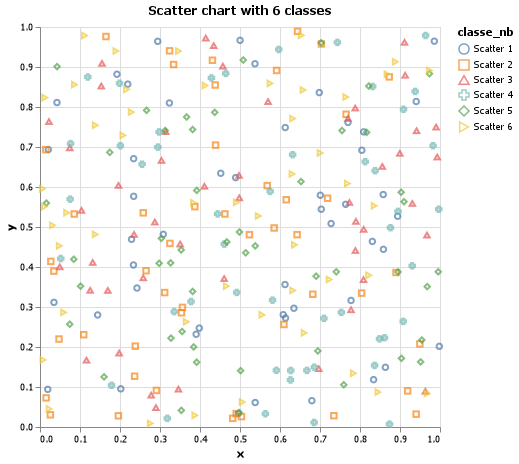 Scatter chart with 6 classes
classe_nb
Scatter 1
Scatter 2
Scatter 3
Scatter 4
Scatter 5
Scatter 6
1.0
0.9
0.8
0.7
0.6
0.5
0.4
0.3
0.2
0.1
0.0
y
0.0 0.1 0.2 0.3 0.4 0.5 0.6 0.7 0.8 0.9 1.0
x